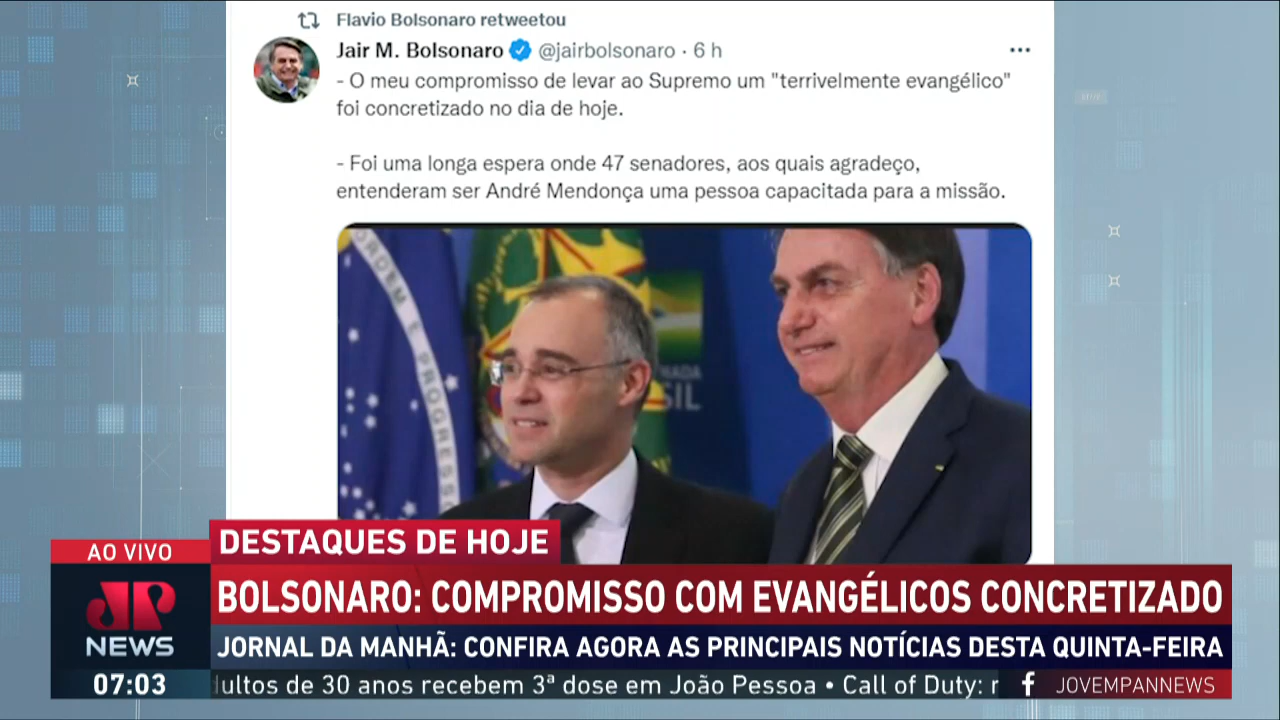 Flavio Bolsonaro retweetou
Jair M. Bolsonaro @jairbolsonaro · 6 h
- O meu compromisso de levar ao Supremo um "terrivelmente evangélico"
foi concretizado no dia de hoje.
- Foi uma longa espera onde 47 senadores, aos quais agradeço,
entenderam ser André Mendonça uma pessoa capacitada para a missão.
ORDEM E PROGRESSO
SIL
DESTAQUES DE HOJE
AO VIVO
JP
NEWS
BOLSONARO: COMPROMISSO COM EVANGÉLICOS CONCRETIZADO
JORNAL DA MANHÃ: CONFIRA AGORA AS PRINCIPAIS NOTÍCIAS DESTA QUINTA-FEIRA
07:03
dultos de 30 anos recebem 3ª dose em João Pessoa • Call of Duty:
JOVEMPANNEWS